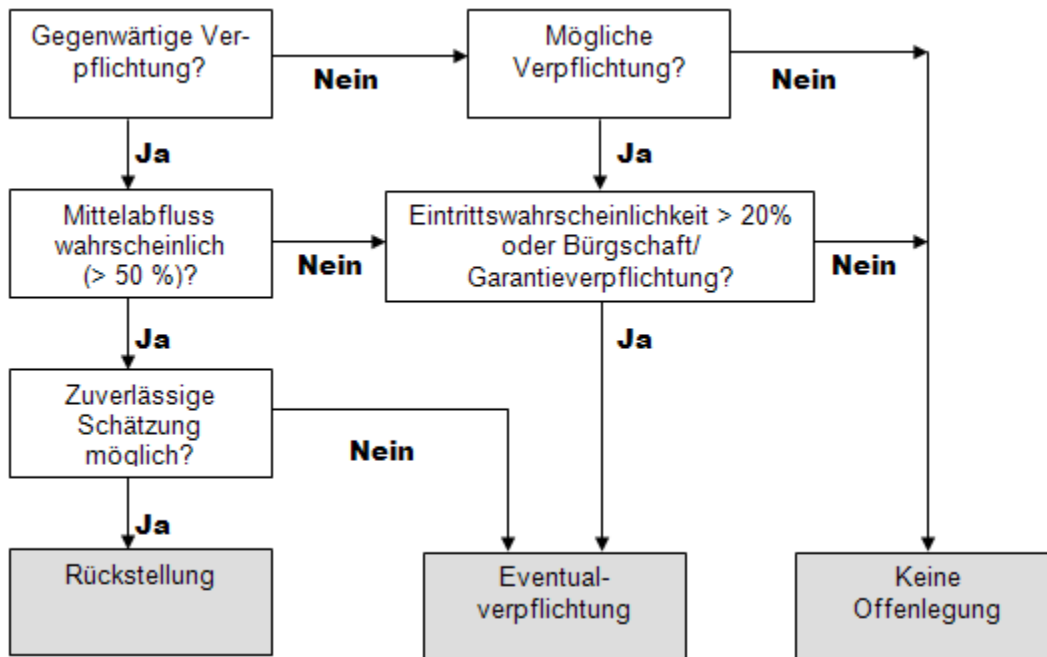 Gegenwärtige Ver-
pflichtung?
Nein
Mögliche
Verpflichtung?
Nein
Ja
Ja
Mittelabfluss
wahrscheinlich
(> 50 %)?
Nein
Eintrittswahrscheinlichkeit > 20%
oder Bürgschaft/
Garantieverpflichtung?
Nein
Ja
Ja
Zuverlässige
Schätzung
möglich?
Nein
Ja
Rückstellung
Eventual-
verpflichtung
Keine
Offenlegung